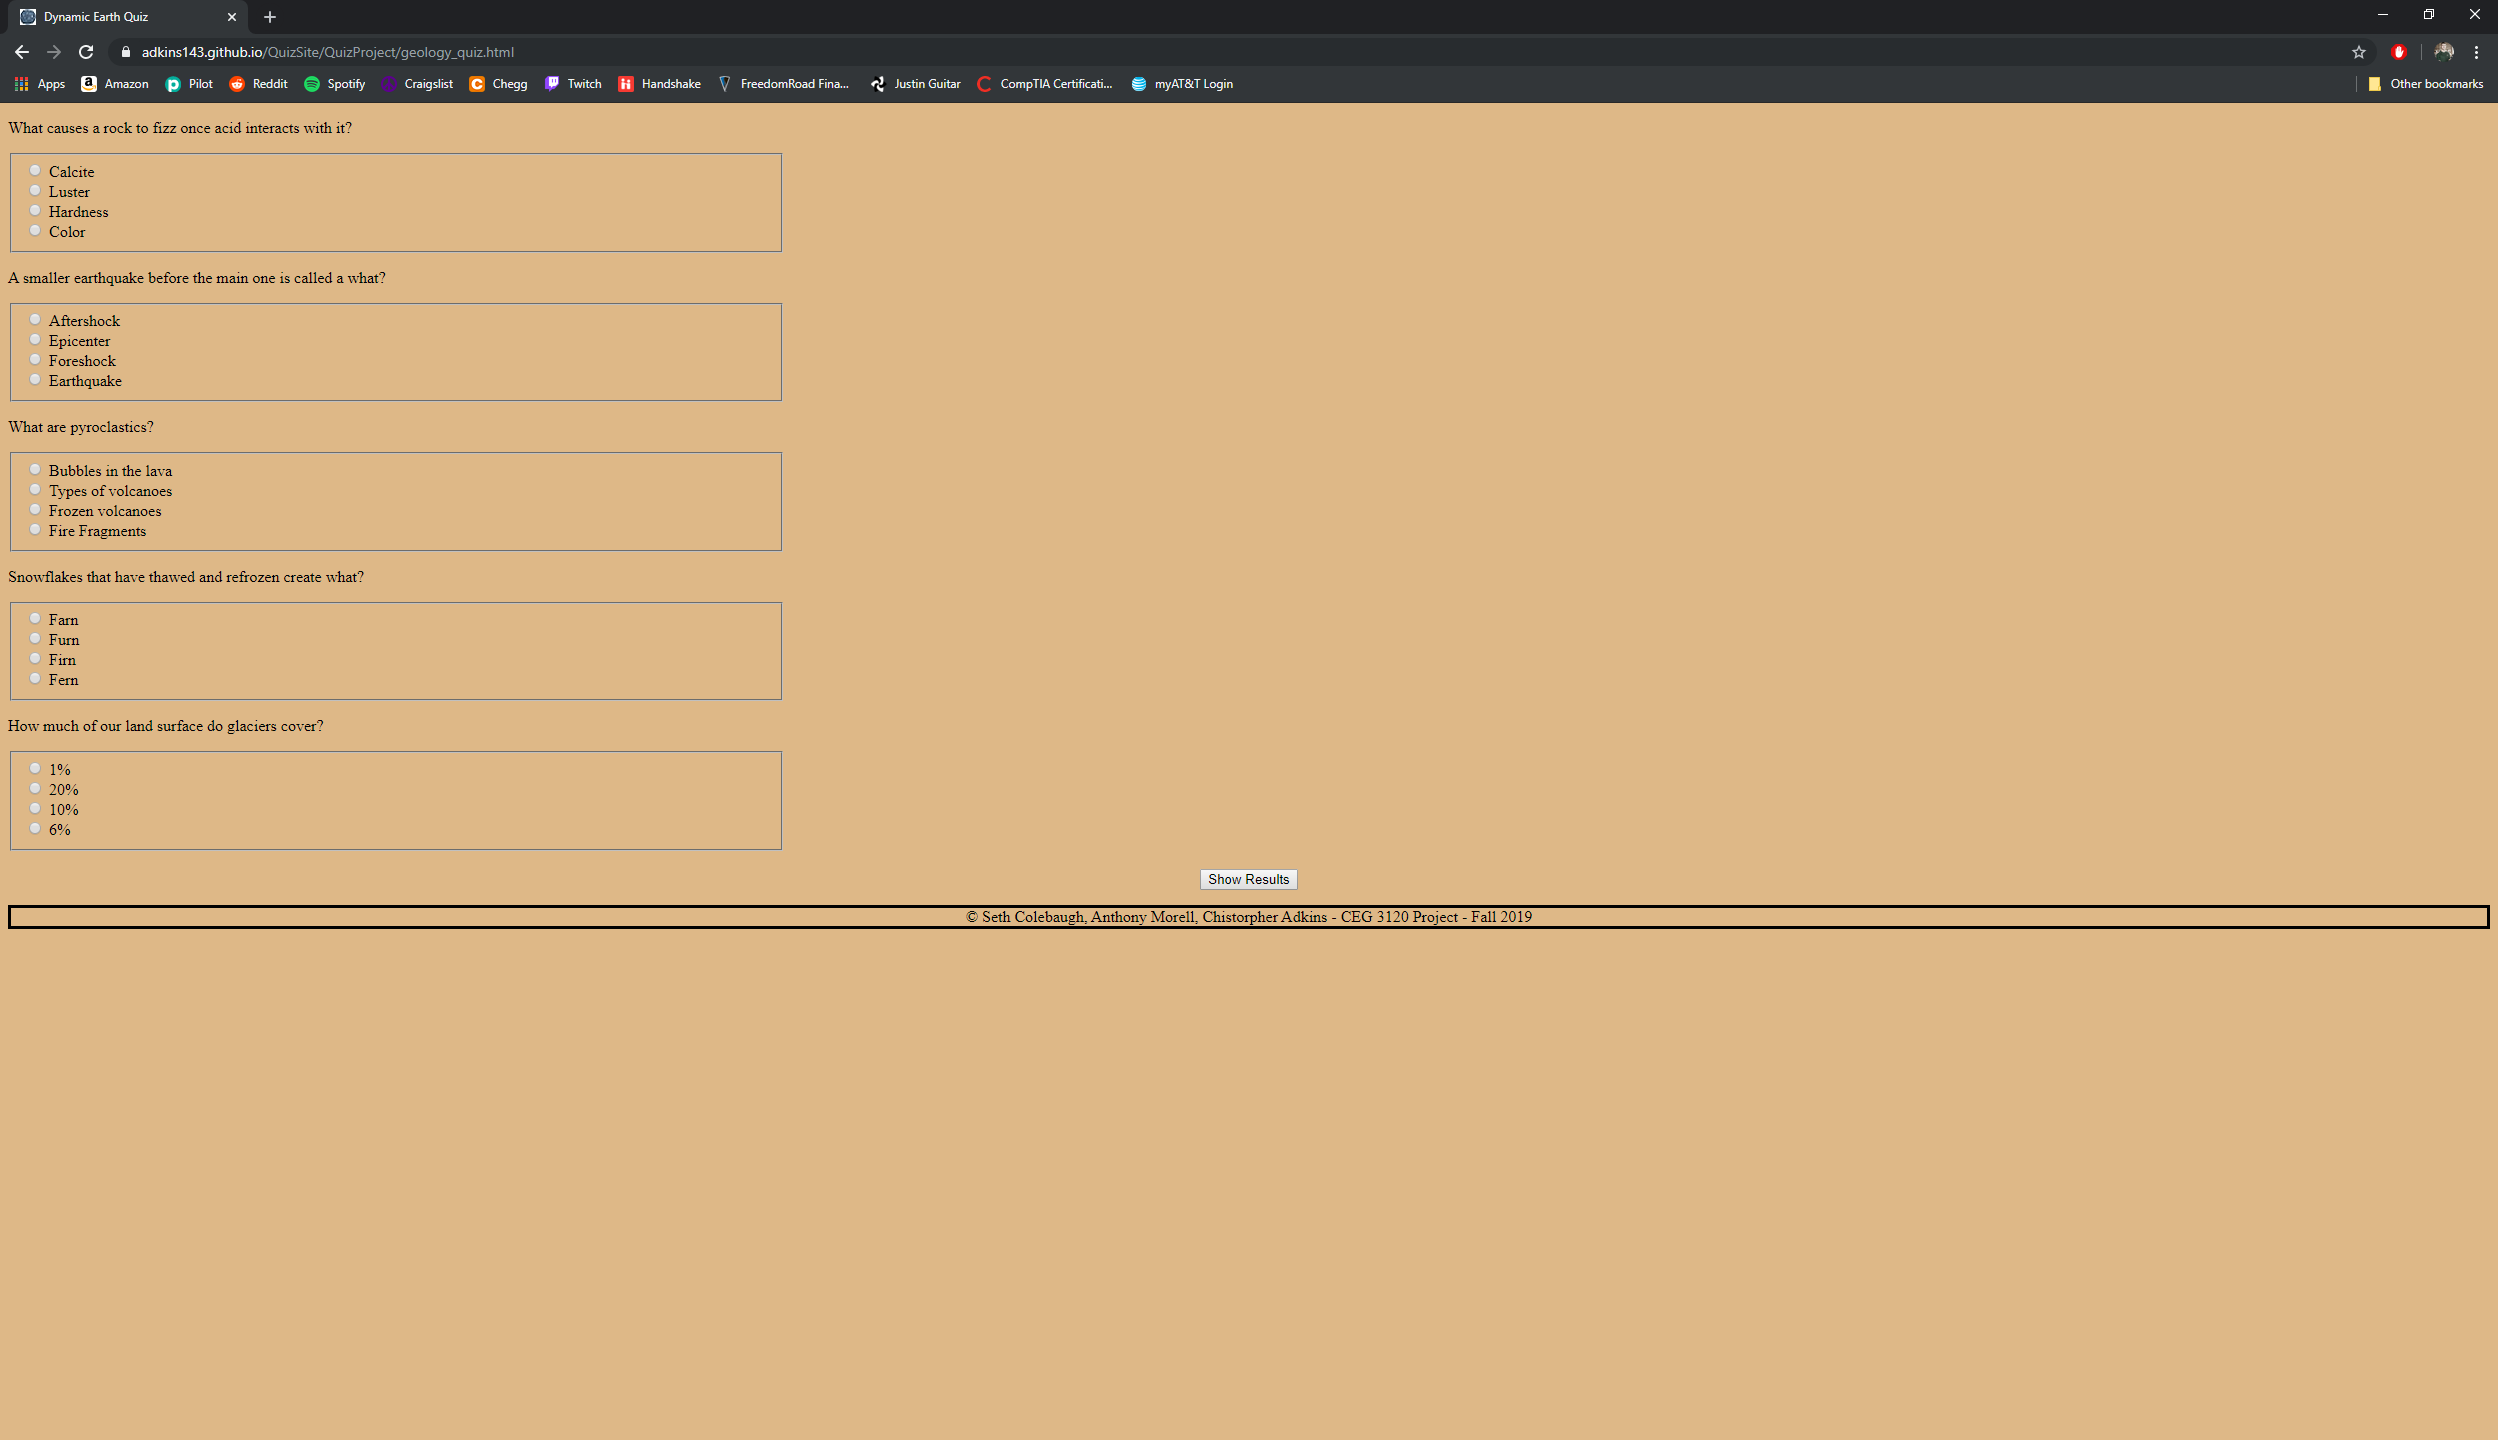 Dynamic Earth Quiz
adkins143.github.io/QuizSite/QuizProject/geology_quiz.html
Apps Amazon Pilot Reddit Spotify Craigslist Chegg Twitch Handshake FreedomRoad Fina... Justin Guitar CompTIA Certificati... myAT&T Login Other bookmarks
What causes a rock to fizz once acid interacts with it?
Calcite
Luster
Hardness
Color
A smaller earthquake before the main one is called a what?
Aftershock
Epicenter
Foreshock
Earthquake
What are pyroclastics?
Bubbles in the lava
Types of volcanoes
Frozen volcanoes
Fire Fragments
Snowflakes that have thawed and refrozen create what?
Farn
Furn
Firn
Fern
How much of our land surface do glaciers cover?
1%
20%
10%
6%
Show Results
© Seth Colebaugh, Anthony Morell, Chistorpher Adkins - CEG 3120 Project - Fall 2019